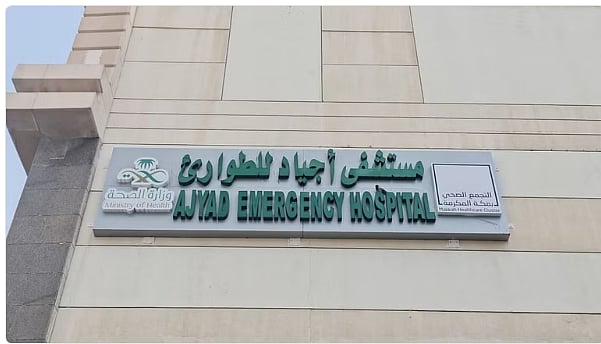 مستشفى أجياد للطوارئ
AJYAD EMERGENCY HOSPITAL
وزارة الصحة
Ministry of Health
التجمع الصحي
بمكة المكرمة
Makkah Healthcare Cluster